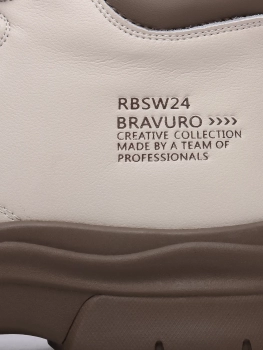 RBSW24
BRAVURO >>>>
CREATIVE COLLECTION
MADE BY A TEAM OF
PROFESSIONALS